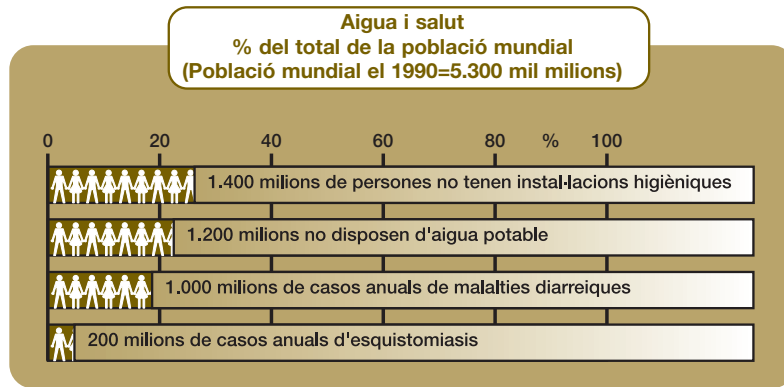 Aigua i salut
% del total de la població mundial
(Població mundial el 1990=5.300 mil milions)
0 20 40 60 80 % 100
1.400 milions de persones no tenen instal·lacions higièniques
1.200 milions no disposen d'aigua potable
1.000 milions de casos anuals de malalties diarreiques
200 milions de casos anuals d'esquistomiasis